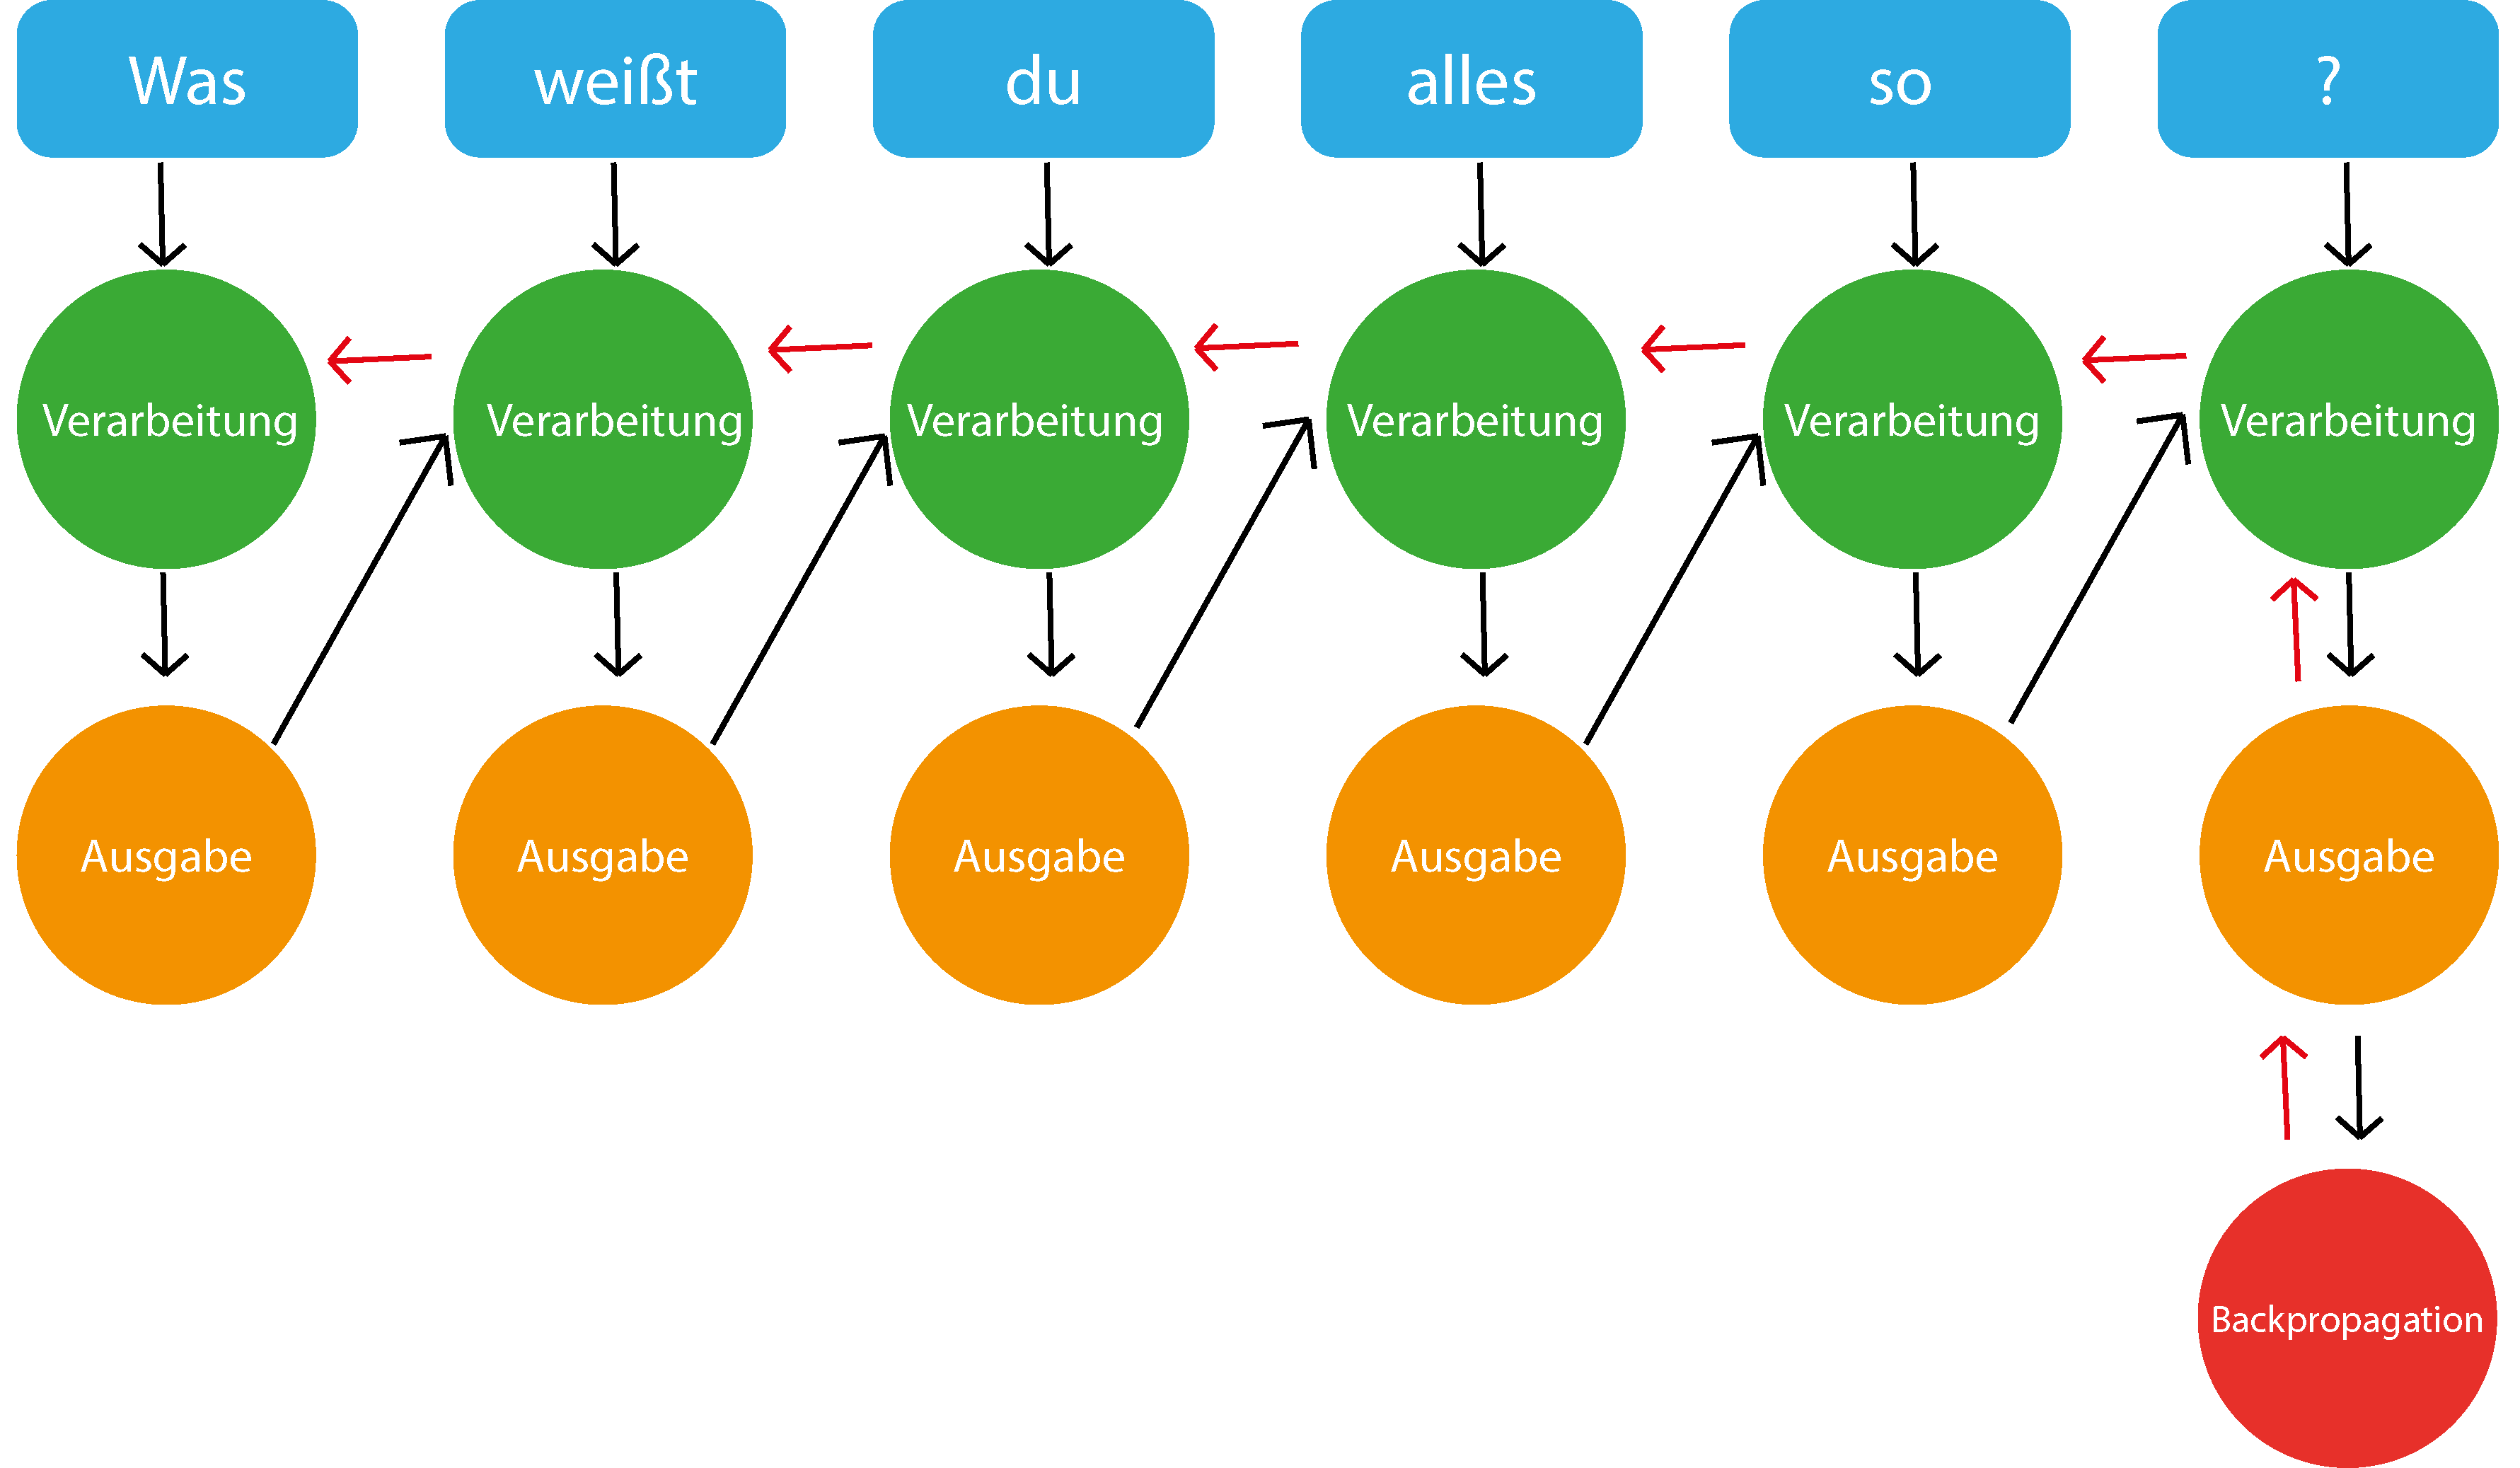 Was
weißt
du
alles
so
?
Verarbeitung
Verarbeitung
Verarbeitung
Verarbeitung
Verarbeitung
Verarbeitung
Ausgabe
Ausgabe
Ausgabe
Ausgabe
Ausgabe
Ausgabe
Backpropagation